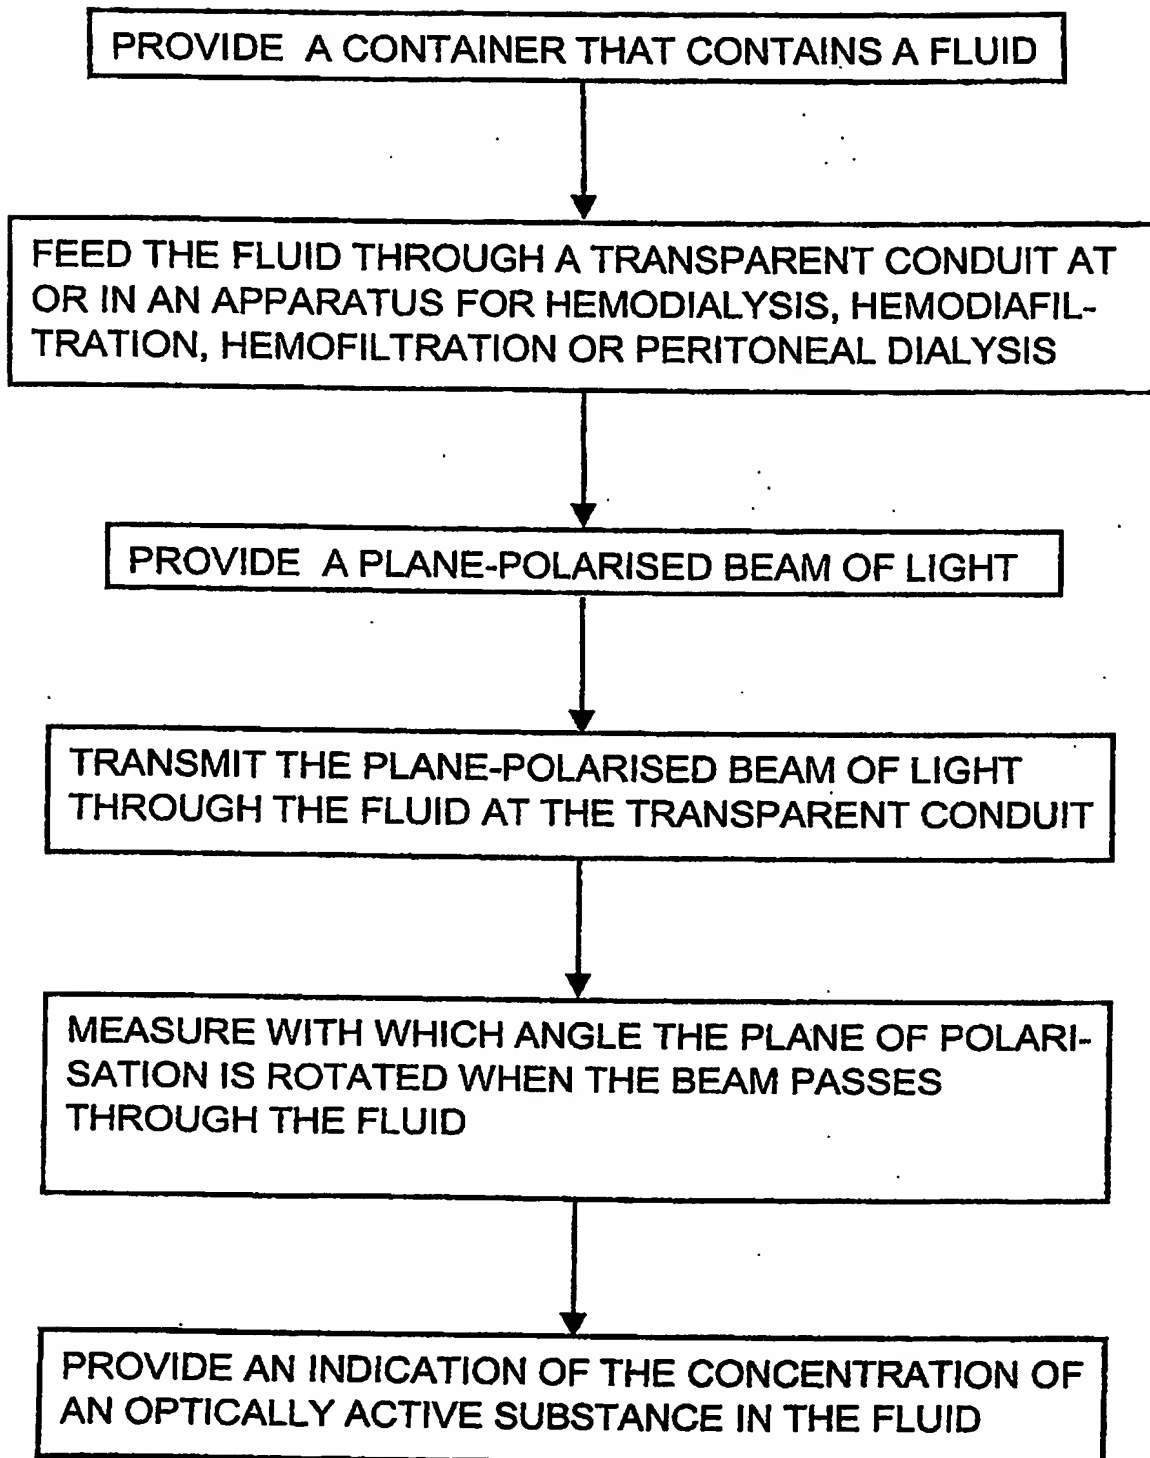 PROVIDE A CONTAINER THAT CONTAINS A FLUID
FEED THE FLUID THROUGH A TRANSPARENT CONDUIT AT
OR IN AN APPARATUS FOR HEMODIALYSIS, HEMODIAFIL-
TRATION, HEMOFILTRATION OR PERITONEAL DIALYSIS
PROVIDE A PLANE-POLARISED BEAM OF LIGHT
TRANSMIT THE PLANE-POLARISED BEAM OF LIGHT
THROUGH THE FLUID AT THE TRANSPARENT CONDUIT
MEASURE WITH WHICH ANGLE THE PLANE OF POLARI-
SATION IS ROTATED WHEN THE BEAM PASSES
THROUGH THE FLUID
PROVIDE AN INDICATION OF THE CONCENTRATION OF
AN OPTICALLY ACTIVE SUBSTANCE IN THE FLUID